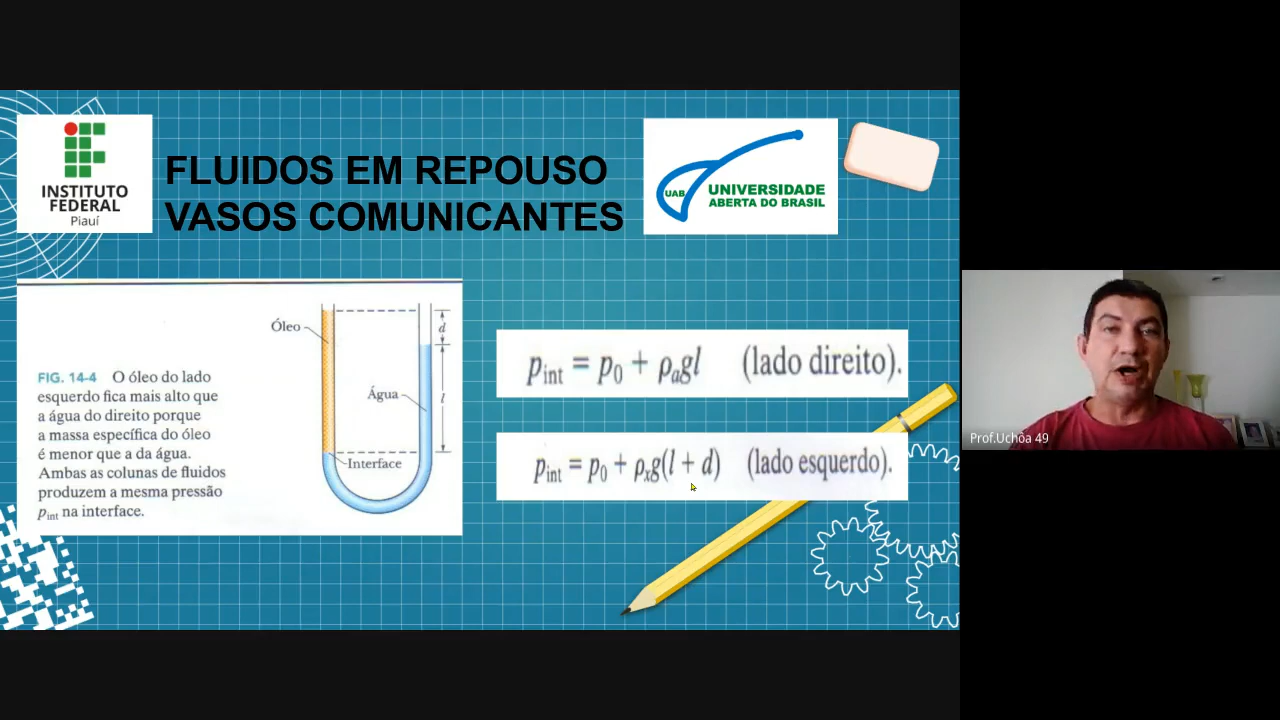 INSTITUTO
FEDERAL
Piauí
FLUIDOS EM REPOUSO
VASOS COMUNICANTES
UAB
UNIVERSIDADE
ABERTA DO BRASIL
FIG. 14-4 O óleo do lado
esquerdo fica mais alto que
a água do direito porque
a massa específica do óleo
é menor que a da água.
Ambas as colunas de fluidos
produzem a mesma pressão
pint na interface.
Óleo
d
Água
l
Interface
pint = p0 + ρagl (lado direito).
pint = p0 + ρxg(l + d) (lado esquerdo).
Prof.Uchôa 49